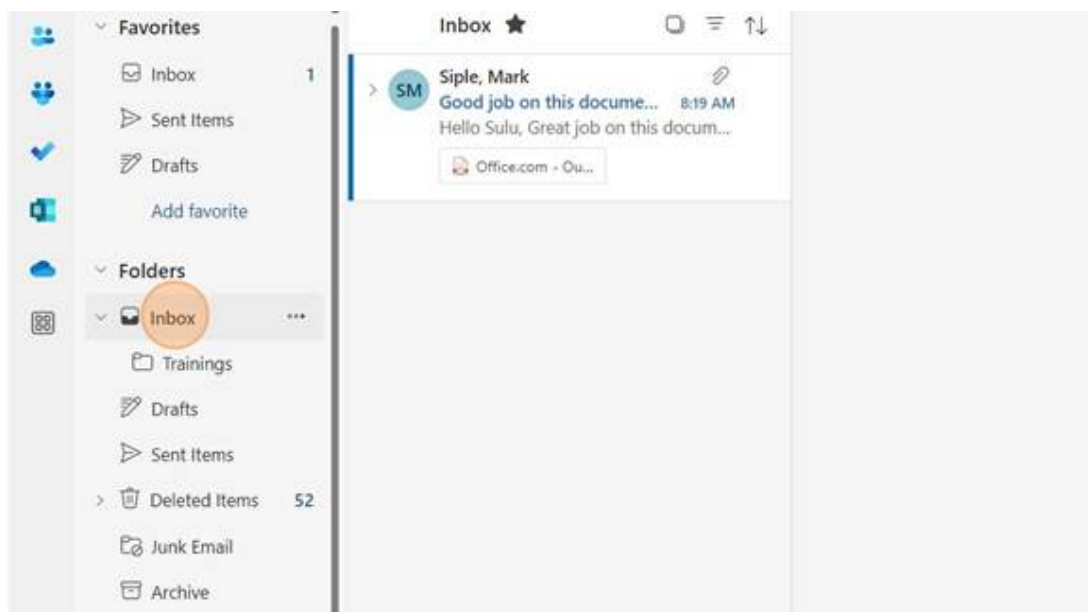 Favorites
Inbox 1
Sent Items
Drafts
Add favorite
Folders
Inbox
Trainings
Drafts
Sent Items
Deleted Items 52
Junk Email
Archive
Inbox
SM
Siple, Mark
Good job on this docume... 8:19 AM
Hello Sulu, Great job on this docum...
Office.com - Ou...